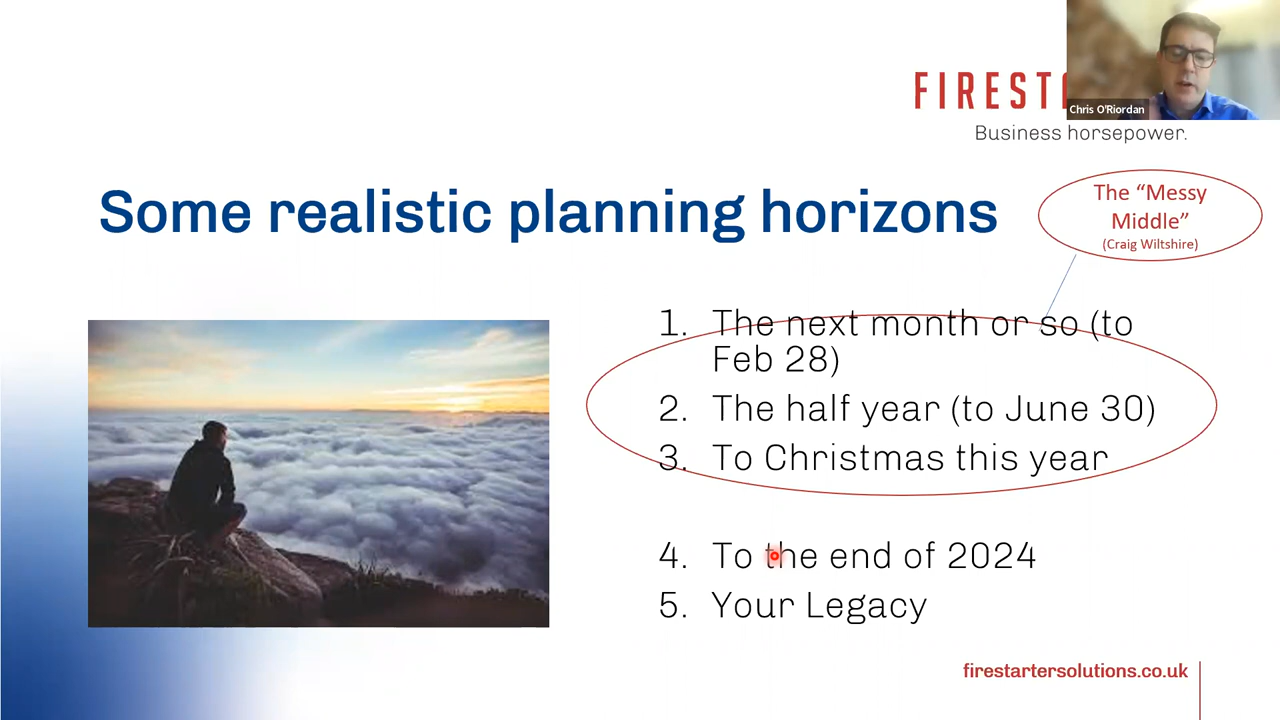 FIREST
Chris O'Riordan
Business horsepower.
Some realistic planning horizons
The “Messy
Middle”
(Craig Wiltshire)
1. The next month or so (to
Feb 28)
2. The half year (to June 30)
3. To Christmas this year
4. To the end of 2024
5. Your Legacy
firestartersolutions.co.uk